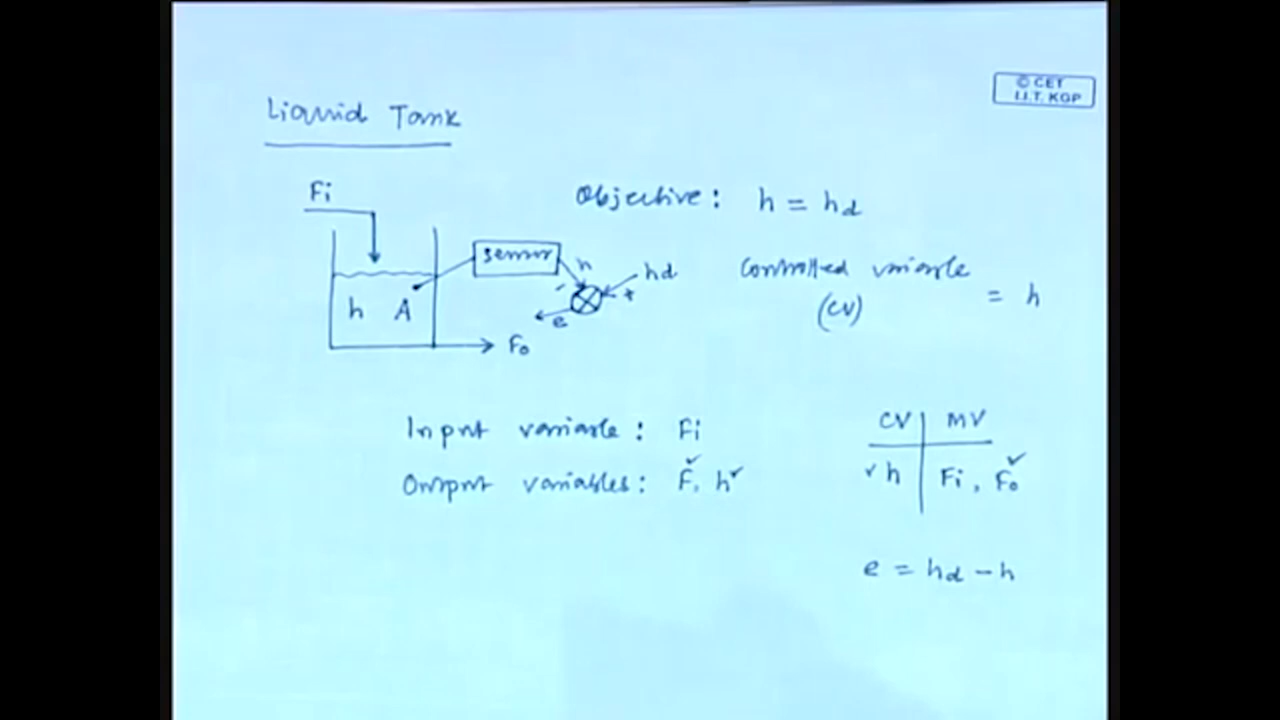 © CET
I.I.T. KGP
Liquid Tank
Fi
Objective : h = hd
sensor
h
hd
Controlled variable
(CV)
= h
h A
-
+
e
Fo
Input variable : Fi
Output variables : F, h
CV MV
h Fi, Fo
e = hd - h